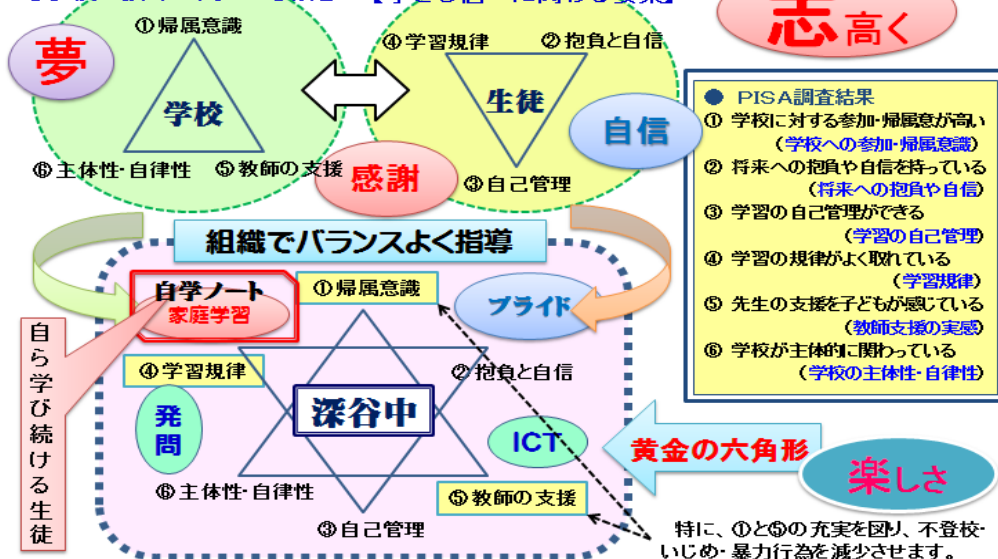 志高く
夢
①帰属意識
学校
⑥主体性・自律性
⑤教師の支援
④学習規律
②抱負と自信
生徒
③自己管理
自信
感謝
● PISA調査結果
① 学校に対する参加・帰属意が高い
(学校への参加・帰属意識)
② 将来への抱負や自信を持っている
(将来への抱負や自信)
③ 学習の自己管理ができる
(学習の自己管理)
④ 学習の規律がよく取れている
(学習規律)
⑤ 先生の支援を子どもが感じている
(教師支援の実感)
⑥ 学校が主体的に関わっている
(学校の主体性・自律性)
組織でバランスよく指導
自学ノート
家庭学習
①帰属意識
プライド
④学習規律
②抱負と自信
深谷中
発問
ICT
⑥主体性・自律性
⑤教師の支援
③自己管理
自ら学び続ける生徒
黄金の六角形
楽しさ
特に、①と⑤の充実を図り、不登校・
いじめ・暴力行為を減少させます。